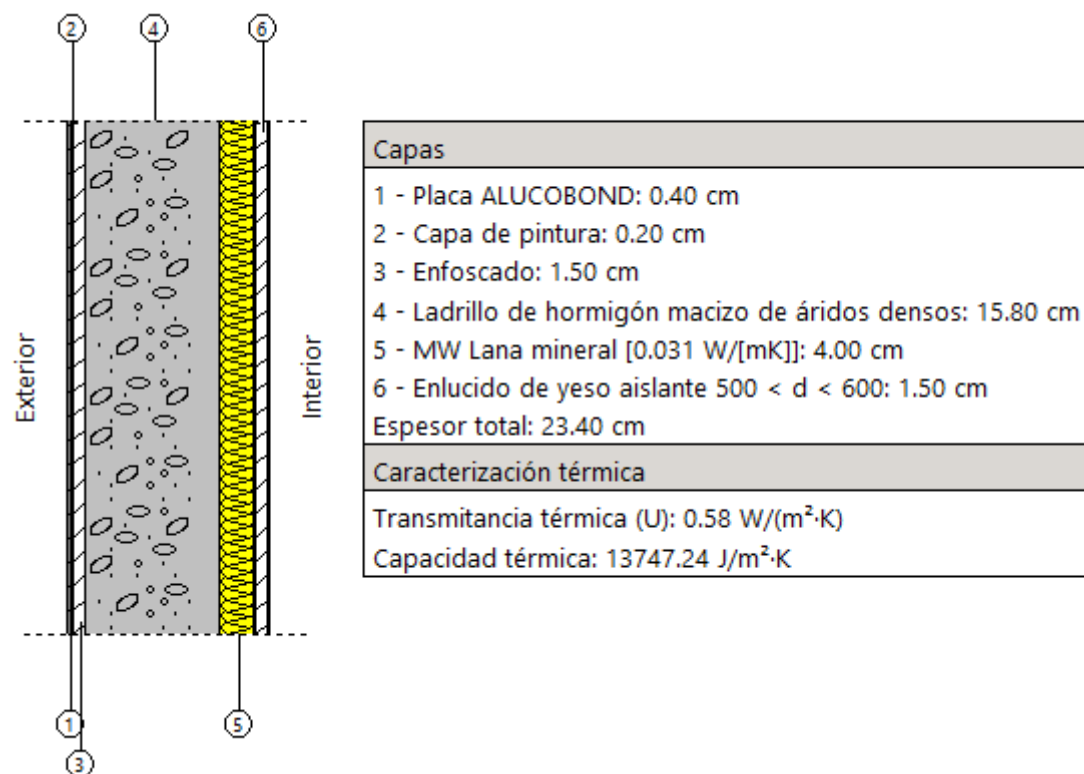 2
4
6
Exterior
Interior
1
3
5
Capas
1 - Placa ALUCOBOND: 0.40 cm
2 - Capa de pintura: 0.20 cm
3 - Enfoscado: 1.50 cm
4 - Ladrillo de hormigón macizo de áridos densos: 15.80 cm
5 - MW Lana mineral [0.031 W/[mK]]: 4.00 cm
6 - Enlucido de yeso aislante 500 < d < 600: 1.50 cm
Espesor total: 23.40 cm
Caracterización térmica
Transmitancia térmica (U): 0.58 W/(m²·K)
Capacidad térmica: 13747.24 J/m²·K